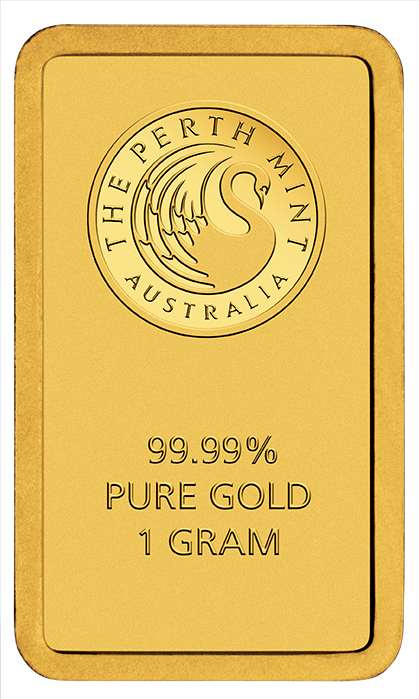 THE PERTH MINT
AUSTRALIA
99.99%
PURE GOLD
1 GRAM